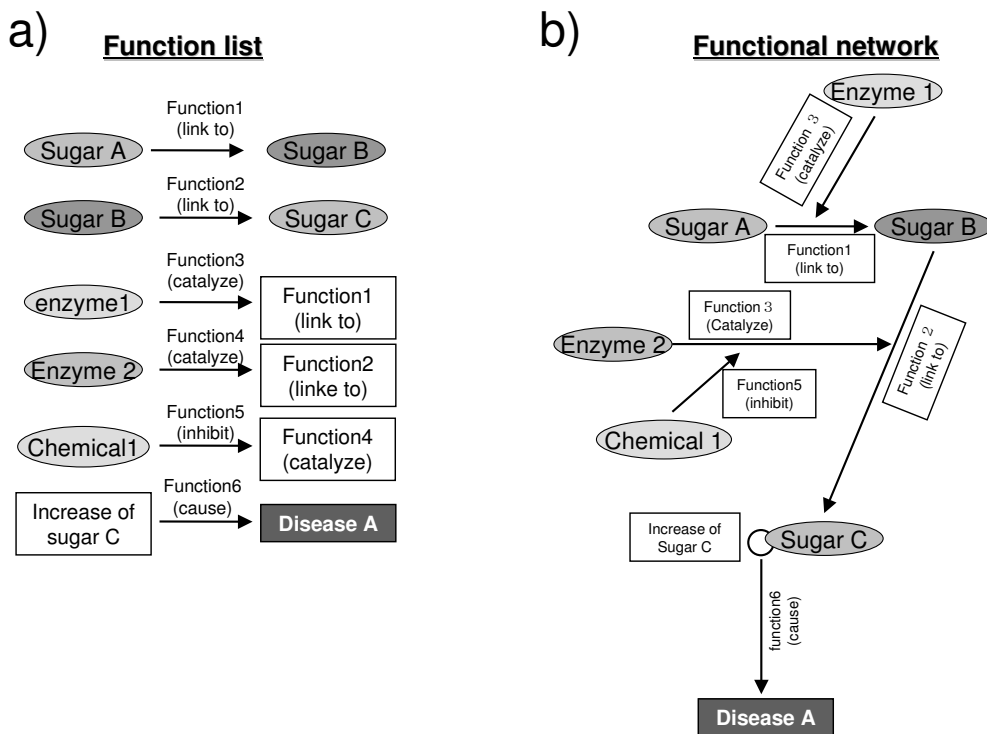 a)
Function list
Function1
(link to)
Sugar A
Sugar B
Function2
(link to)
Sugar B
Sugar C
Function3
(catalyze)
enzyme1
Function1
(link to)
Function4
(catalyze)
Enzyme 2
Function2
(linke to)
Function5
(inhibit)
Chemical1
Function4
(catalyze)
Function6
(cause)
Increase of
sugar C
Disease A
b)
Functional network
Enzyme 1
Function 3
(catalyze)
Sugar A
Sugar B
Function1
(link to)
Function 3
(Catalyze)
Enzyme 2
Function 2
(link to)
Function5
(inhibit)
Chemical 1
Increase of
Sugar C
Sugar C
function6
(cause)
Disease A